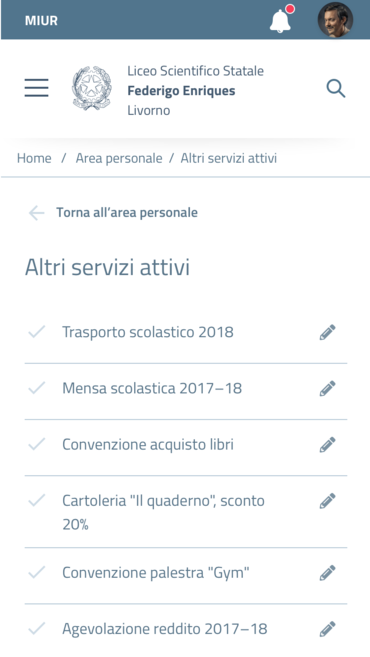 MIUR
Liceo Scientifico Statale
Federigo Enriques
Livorno
Home / Area personale / Altri servizi attivi
Torna all'area personale
Altri servizi attivi
Trasporto scolastico 2018
Mensa scolastica 2017–18
Convenzione acquisto libri
Cartoleria "Il quaderno", sconto
20%
Convenzione palestra "Gym"
Agevolazione reddito 2017–18